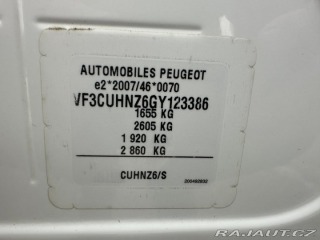 AUTOMOBILES PEUGEOT
e2*2007/46*0070
VF3CUHNZ6GY123386
1655 KG
2605 KG
1 920 KG
2 860 KG
CUHNZ6/S
RAJAUT.CZ